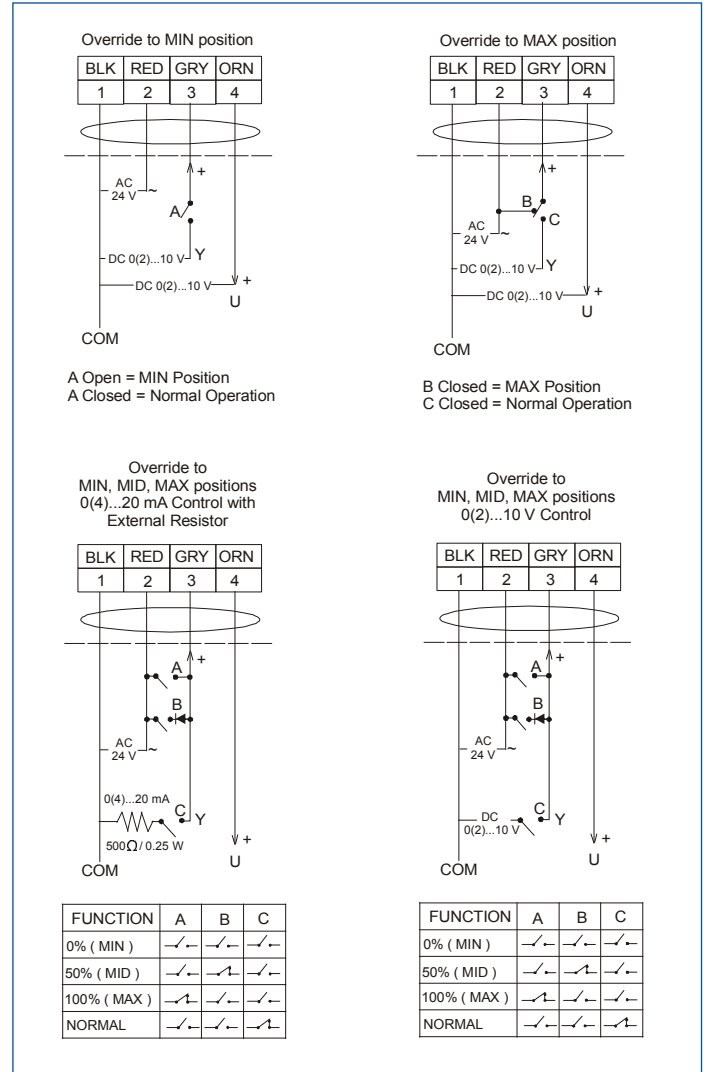 Override to MIN position
BLK RED GRY ORN
1 2 3 4
+
AC
24 V ~
A
DC 0(2)...10 V Y
DC 0(2)...10 V +
U
COM
A Open = MIN Position
A Closed = Normal Operation
Override to MAX position
BLK RED GRY ORN
1 2 3 4
+
B
C
AC
24 V ~
DC 0(2)...10 V Y
DC 0(2)...10 V +
U
COM
B Closed = MAX Position
C Closed = Normal Operation
Override to
MIN, MID, MAX positions
0(4)...20 mA Control with
External Resistor
BLK RED GRY ORN
1 2 3 4
+
A
B
AC
24 V ~
0(4)...20 mA
C Y
500Ω/ 0.25 W
+
U
COM
FUNCTION A B C
0% ( MIN )
50% ( MID )
100% ( MAX )
NORMAL
Override to
MIN, MID, MAX positions
0(2)...10 V Control
BLK RED GRY ORN
1 2 3 4
+
A
B
AC
24 V ~
DC
0(2)...10 V
C Y
+
U
COM
FUNCTION A B C
0% ( MIN )
50% ( MID )
100% ( MAX )
NORMAL